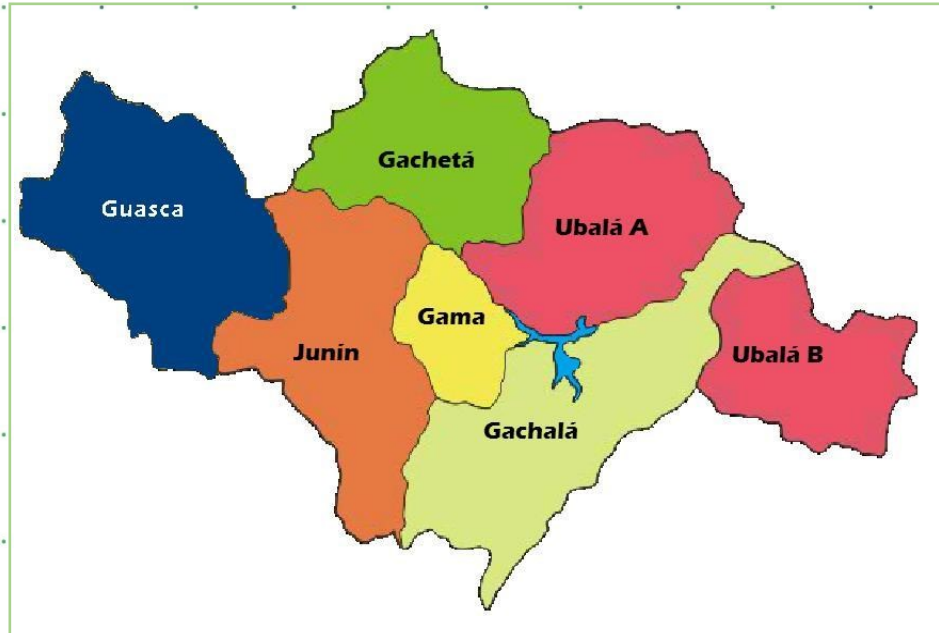 Gachetá
Guasca
Ubalá A
Gama
Junín
Ubalá B
Gachalá